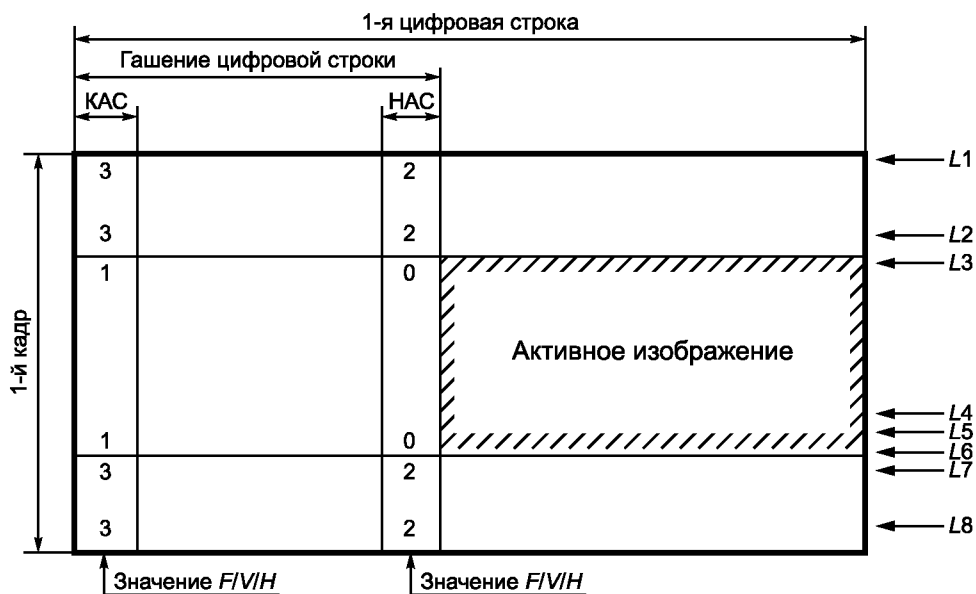 1-я цифровая строка
Гашение цифровой строки
КАС
НАС
3 2
L1
3 2
L2
L3
1 0
1-й кадр
Активное изображение
L4
1 0
L5
L6
3 2
L7
3 2
L8
Значение F/V/H
Значение F/V/H